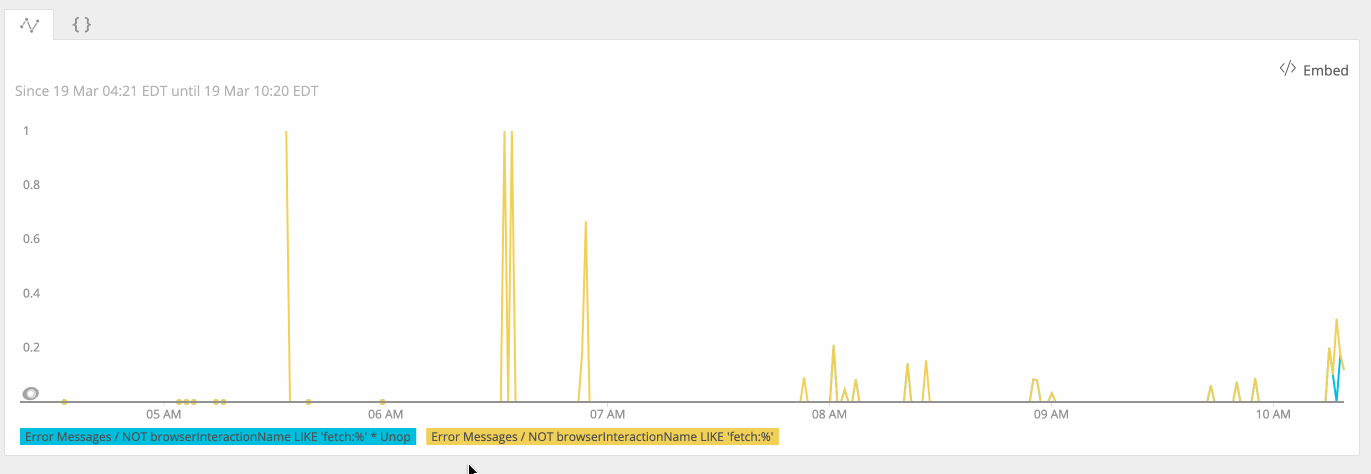 { }
</> Embed
Since 19 Mar 04:21 EDT until 19 Mar 10:20 EDT
1
0.8
0.6
0.4
0.2
05 AM 06 AM 07 AM 08 AM 09 AM 10 AM
Error Messages / NOT browserInteractionName LIKE 'fetch:%' * Unop Error Messages / NOT browserInteractionName LIKE 'fetch:%'